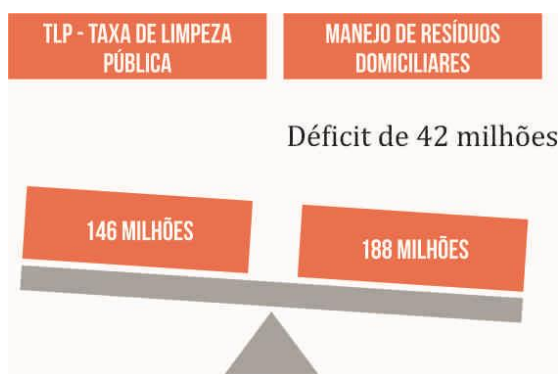 TLP - TAXA DE LIMPEZA
PÚBLICA
MANEJO DE RESÍDUOS
DOMICILIARES
Déficit de 42 milhões
146 MILHÕES
188 MILHÕES